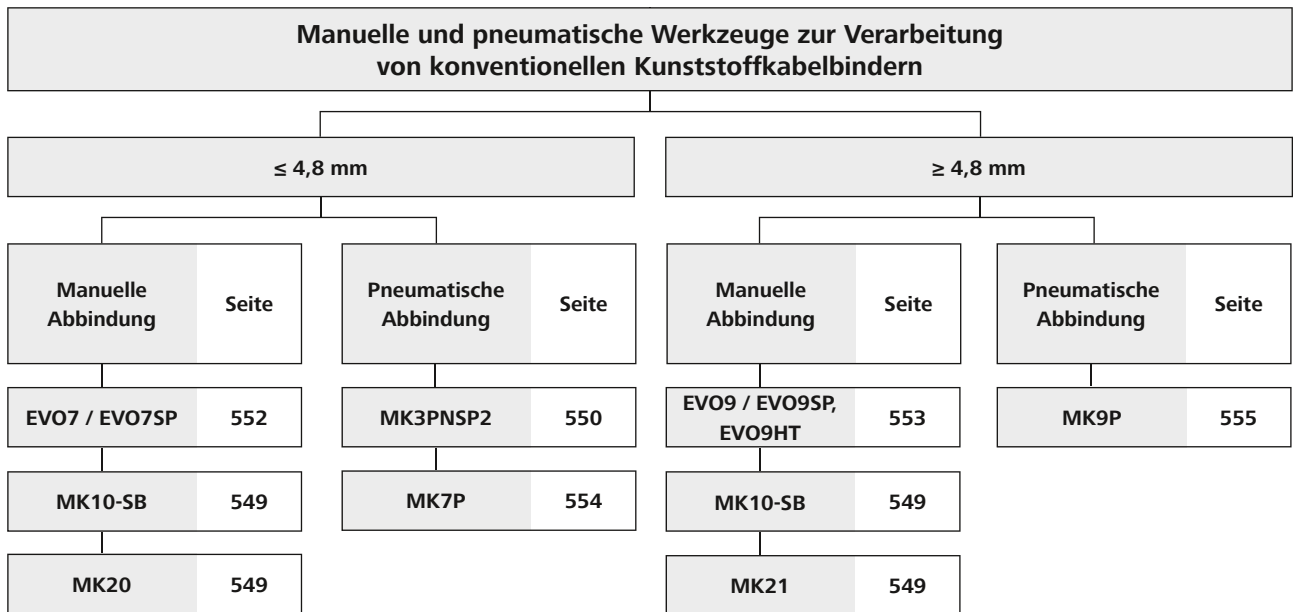 Manuelle und pneumatische Werkzeuge zur Verarbeitung
von konventionellen Kunststoffkabelbindern
≤ 4,8 mm
≥ 4,8 mm
Manuelle
Abbindung
Seite
Pneumatische
Abbindung
Seite
Manuelle
Abbindung
Seite
Pneumatische
Abbindung
Seite
EVO7 / EVO7SP
552
MK3PNSP2
550
EVO9 / EVO9SP,
EVO9HT
553
MK9P
555
MK10-SB
549
MK7P
554
MK10-SB
549
MK20
549
MK21
549